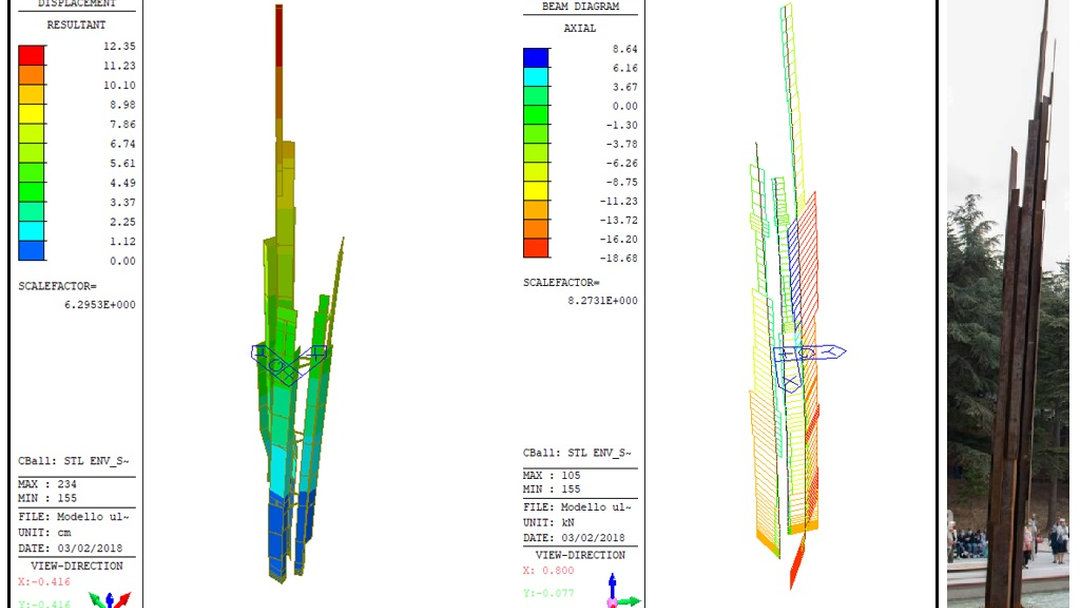 DISPLACEMENT
RESULTANT
12.35
11.23
10.10
8.98
7.86
6.74
5.61
4.49
3.37
2.25
1.12
0.00
SCALEFACTOR=
6.2953E+000
CBall: STL ENV_S~
MAX : 234
MIN : 155
FILE: Modello ul~
UNIT: cm
DATE: 03/02/2018
VIEW-DIRECTION
X:-0.416
Y:-0.416
BEAM DIAGRAM
AXIAL
8.64
6.16
3.67
0.00
-1.30
-3.78
-6.26
-8.75
-11.23
-13.72
-16.20
-18.68
SCALEFACTOR=
8.2731E+000
CBall: STL ENV_S~
MAX : 105
MIN : 155
FILE: Modello ul~
UNIT: kN
DATE: 03/02/2018
VIEW-DIRECTION
X: 0.800
Y:-0.077